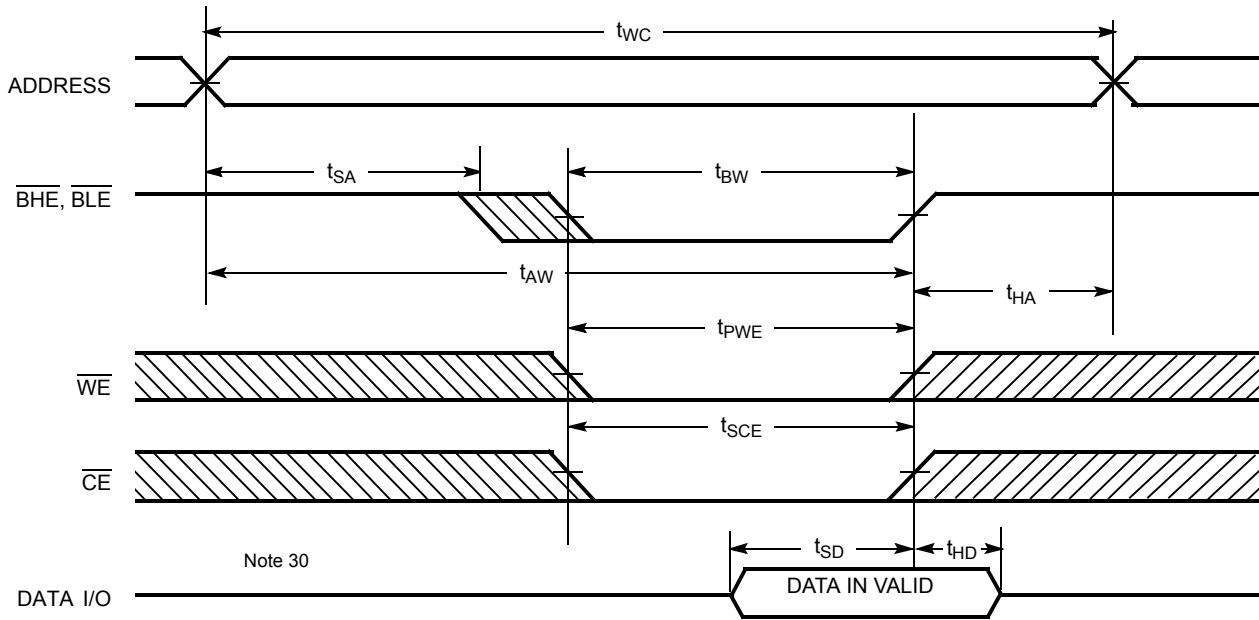 tWC
ADDRESS
tSA
tBW
BHE, BLE
tAW
tHA
tPWE
WE
tSCE
CE
Note 30
tSD
tHD
DATA I/O
DATA IN VALID